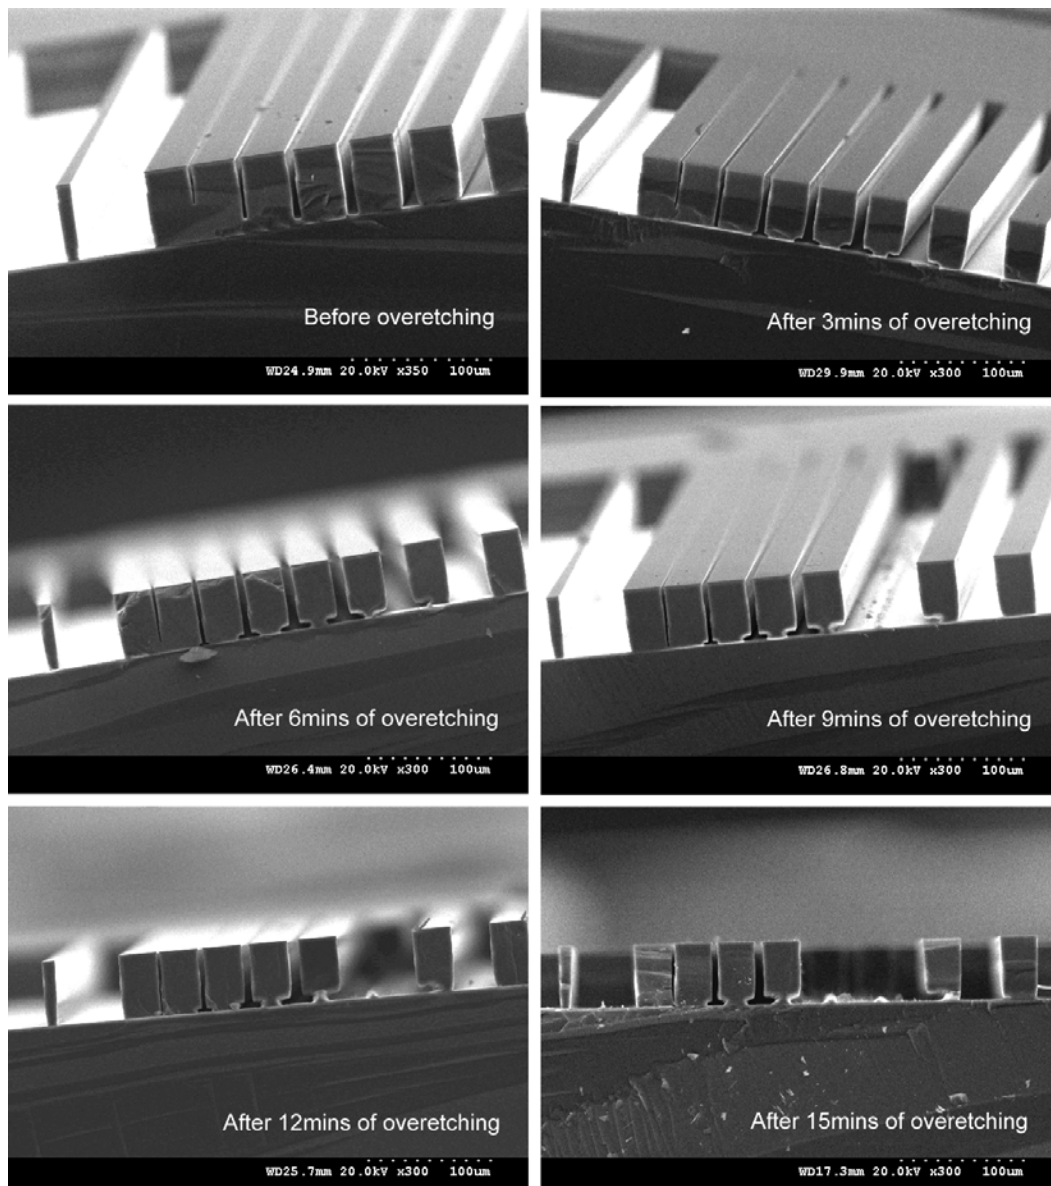 Before overetching
WD24.9mm 20.0kV x350 100um
After 3mins of overetching
WD29.9mm 20.0kV x300 100um
After 6mins of overetching
WD26.4mm 20.0kV x300 100um
After 9mins of overetching
WD26.8mm 20.0kV x300 100um
After 12mins of overetching
WD25.7mm 20.0kV x300 100um
After 15mins of overetching
WD17.3mm 20.0kV x300 100um